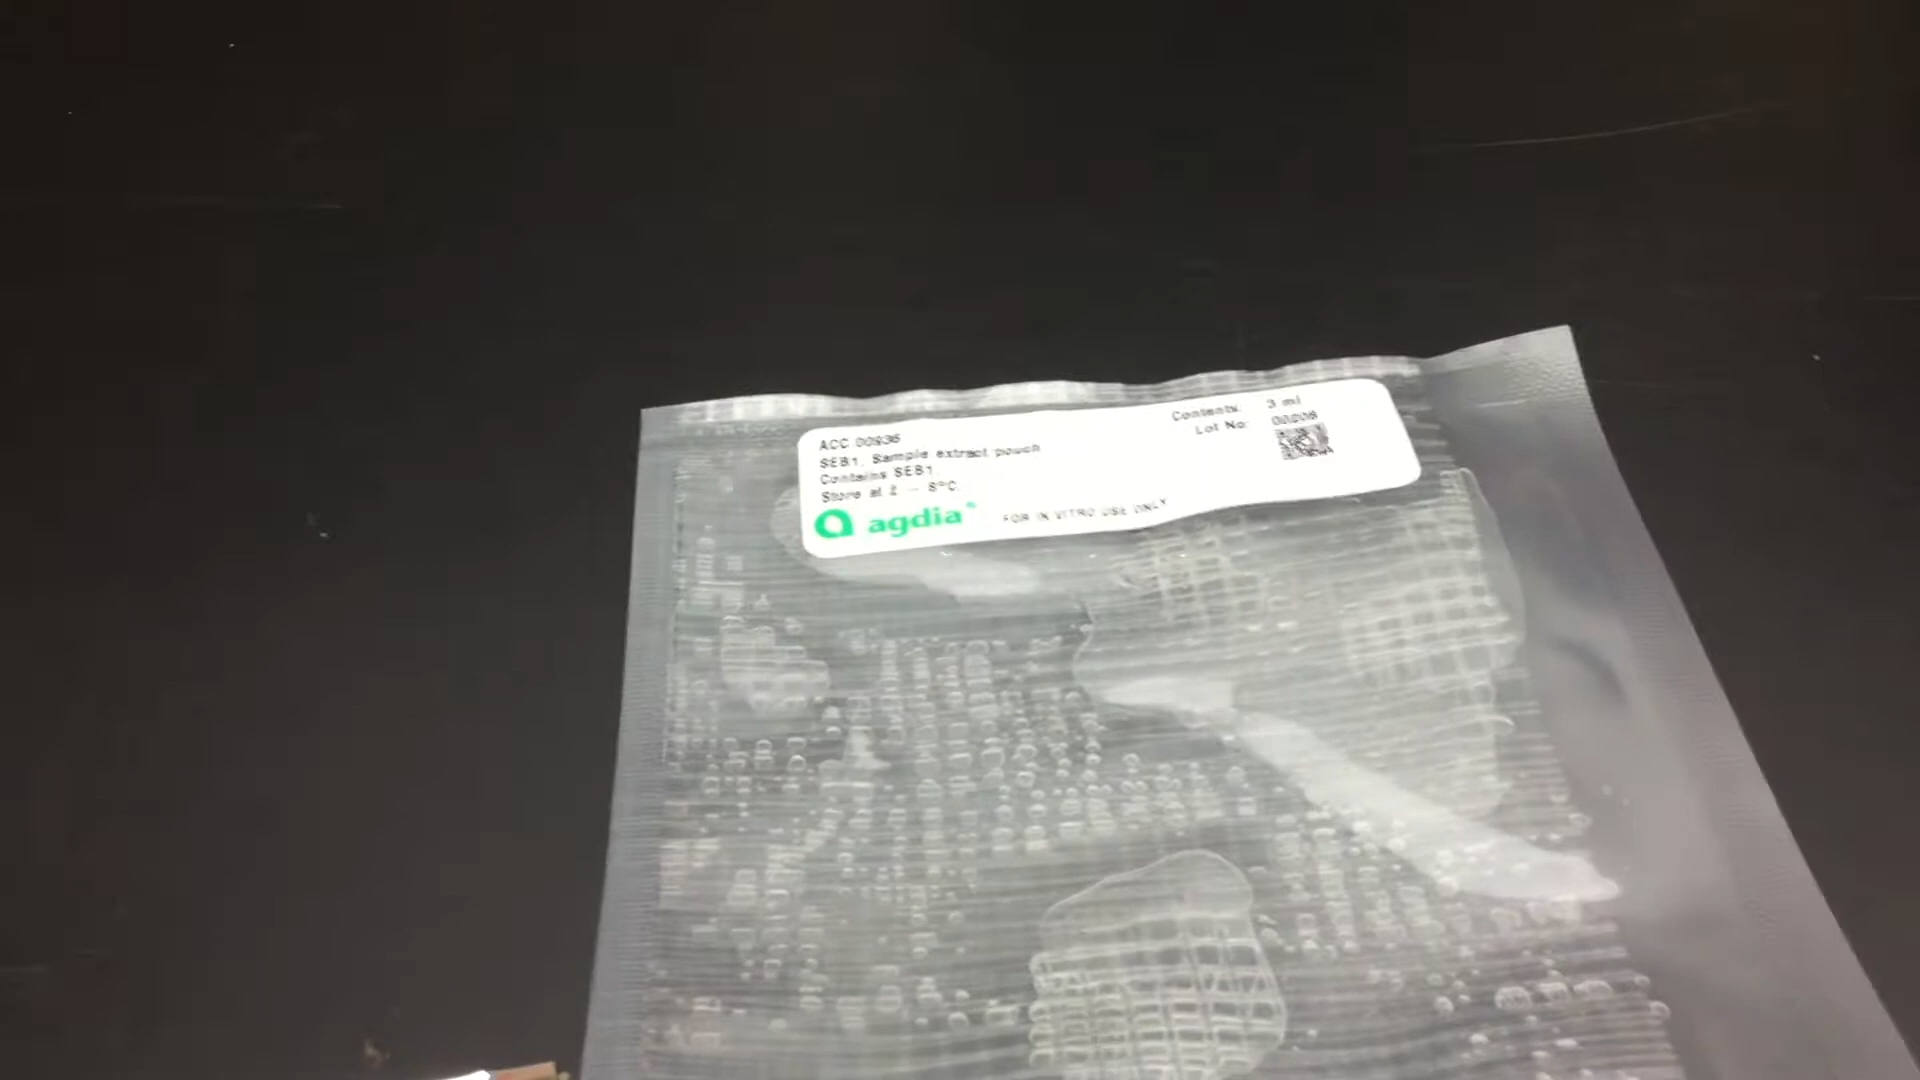 ACC 00936
SEB1, Sample extract pouch
Contains SEB1.
Store at 2 - 8°C.
agdia®
FOR IN VITRO USE ONLY
Contents: 3 ml
Lot No: